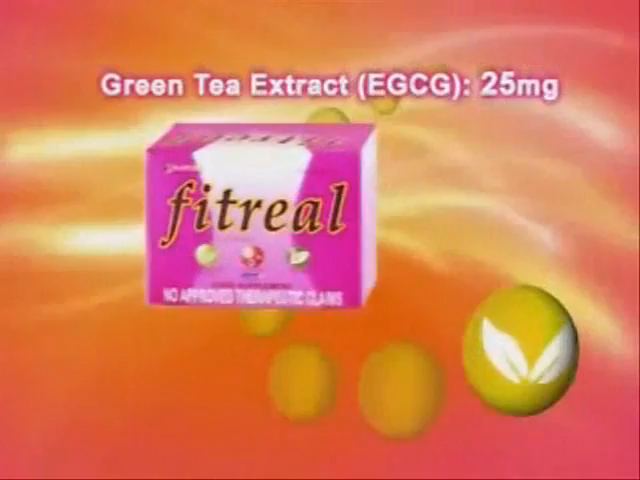 Green Tea Extract (EGCG): 25mg
fitreal
NO APPROVED THERAPEUTIC CLAIMS